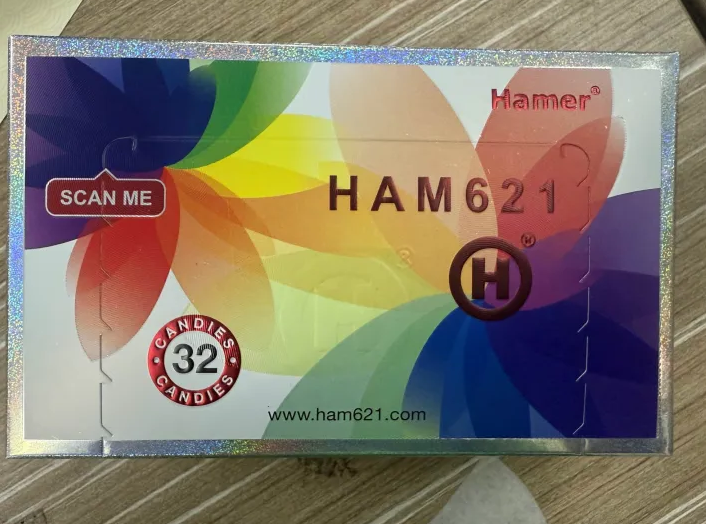 Hamer®
SCAN ME
HAM621
H®
CANDIES
32
CANDIES
www.ham621.com